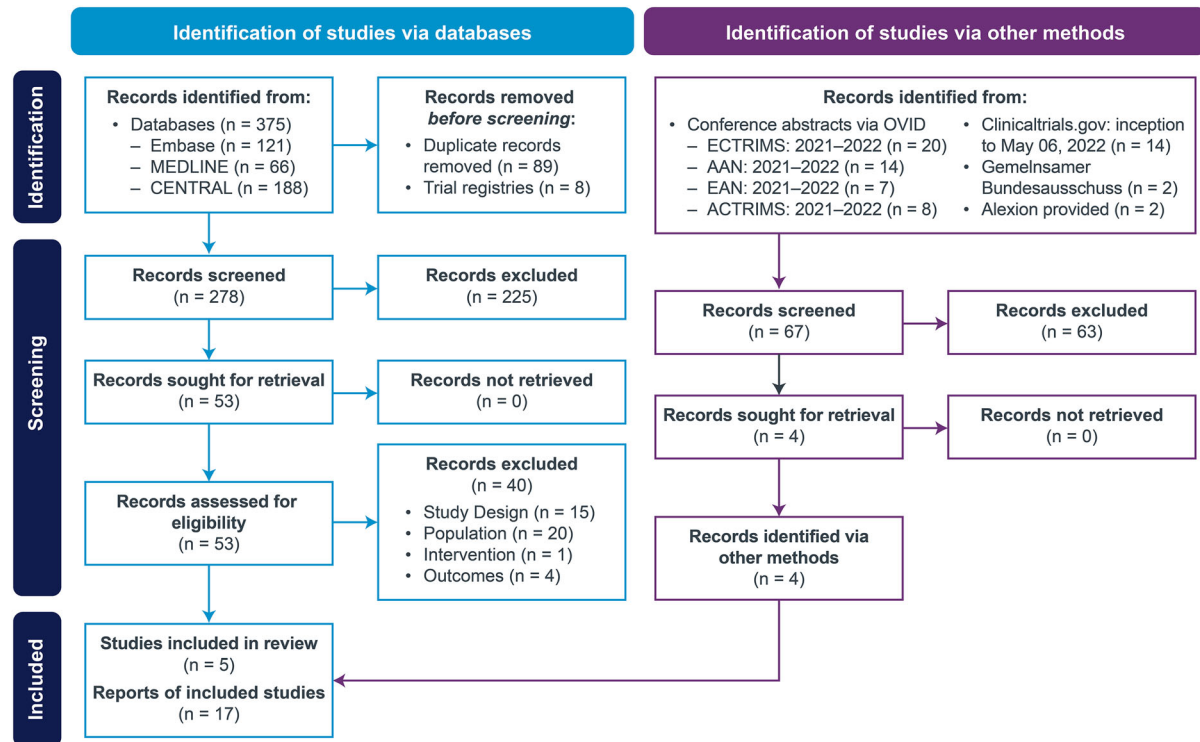 Identification of studies via databases
Identification of studies via other methods
Identification
Records identified from:
• Databases (n = 375)
– Embase (n = 121)
– MEDLINE (n = 66)
– CENTRAL (n = 188)
Records removed
before screening:
• Duplicate records
removed (n = 89)
• Trial registries (n = 8)
Records identified from:
• Conference abstracts via OVID
– ECTRIMS: 2021–2022 (n = 20)
– AAN: 2021–2022 (n = 14)
– EAN: 2021–2022 (n = 7)
– ACTRIMS: 2021–2022 (n = 8)
• Clinicaltrials.gov: inception
to May 06, 2022 (n = 14)
• Gemelnsamer
Bundesausschuss (n = 2)
• Alexion provided (n = 2)
Screening
Records screened
(n = 278)
Records excluded
(n = 225)
Records screened
(n = 67)
Records excluded
(n = 63)
Records sought for retrieval
(n = 53)
Records not retrieved
(n = 0)
Records sought for retrieval
(n = 4)
Records not retrieved
(n = 0)
Records assessed for
eligibility
(n = 53)
Records excluded
(n = 40)
• Study Design (n = 15)
• Population (n = 20)
• Intervention (n = 1)
• Outcomes (n = 4)
Records identified via
other methods
(n = 4)
Included
Studies included in review
(n = 5)
Reports of included studies
(n = 17)